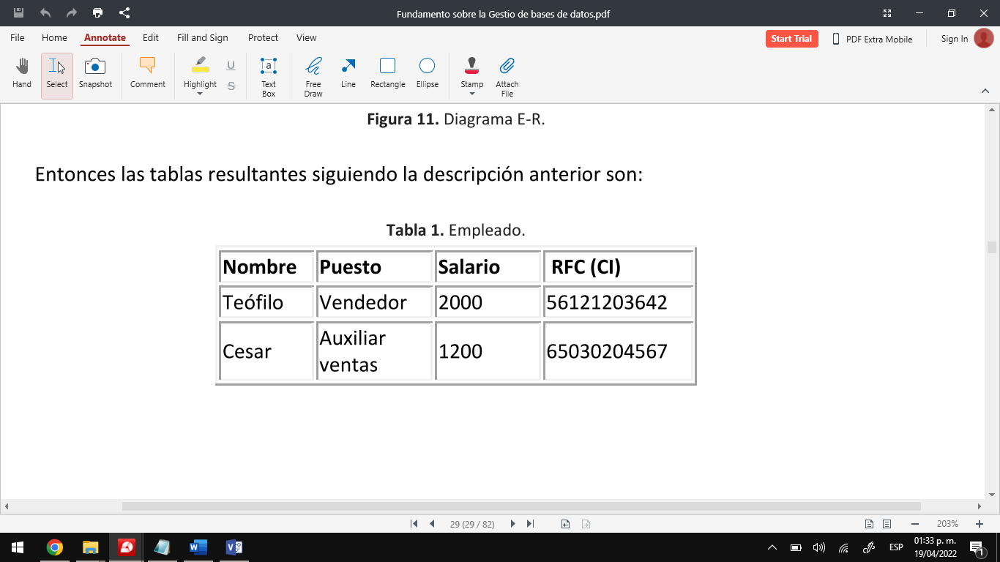 Fundamento sobre la Gestio de bases de datos.pdf
File Home Annotate Edit Fill and Sign Protect View Start Trial PDF Extra Mobile Sign In
Hand Select Snapshot Comment Highlight U S Text Box Free Draw Line Rectangle Ellipse Stamp Attach File
Figura 11. Diagrama E-R.
Entonces las tablas resultantes siguiendo la descripción anterior son:
Tabla 1. Empleado.
Nombre Puesto Salario RFC (CI)
Teófilo Vendedor 2000 56121203642
Cesar Auxiliar ventas 1200 65030204567
29 (29 / 82) 203%
ESP 01:33 p. m.
19/04/2022 1